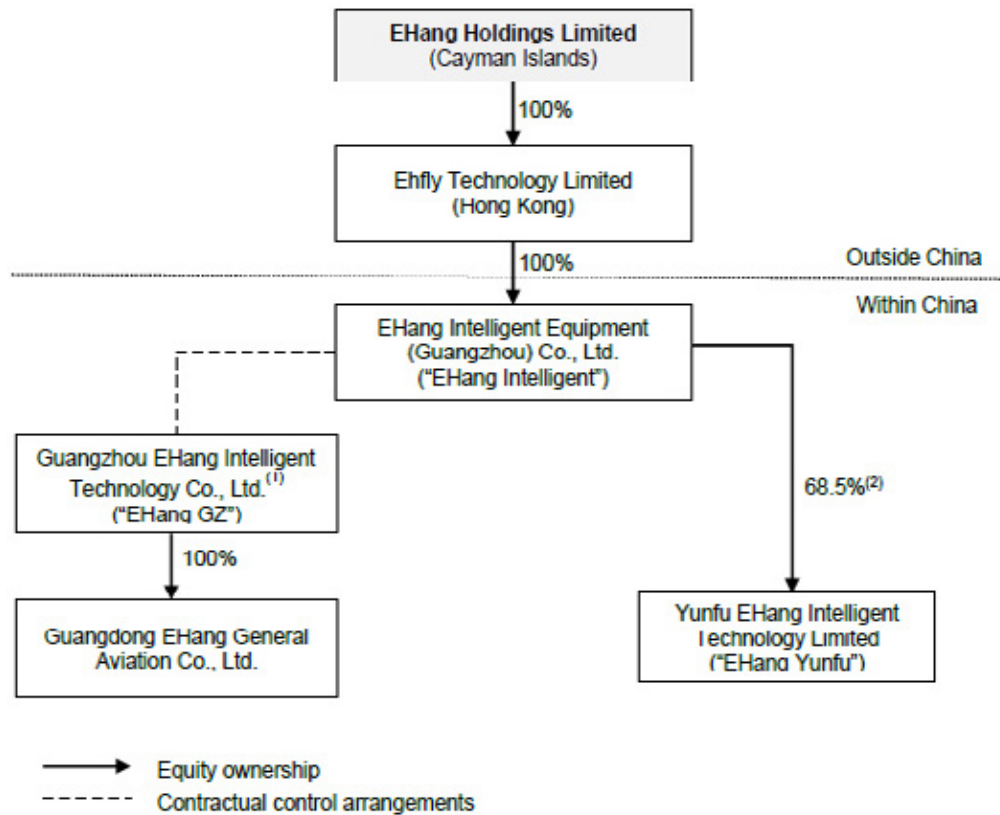 EHang Holdings Limited
(Cayman Islands)
100%
Ehfly Technology Limited
(Hong Kong)
100%
Outside China
Within China
EHang Intelligent Equipment
(Guangzhou) Co., Ltd.
(“EHang Intelligent”)
Guangzhou EHang Intelligent
Technology Co., Ltd.(1)
(“EHang GZ”)
68.5%(2)
100%
Guangdong EHang General
Aviation Co., Ltd.
Yunfu EHang Intelligent
Technology Limited
(“EHang Yunfu”)
Equity ownership
Contractual control arrangements